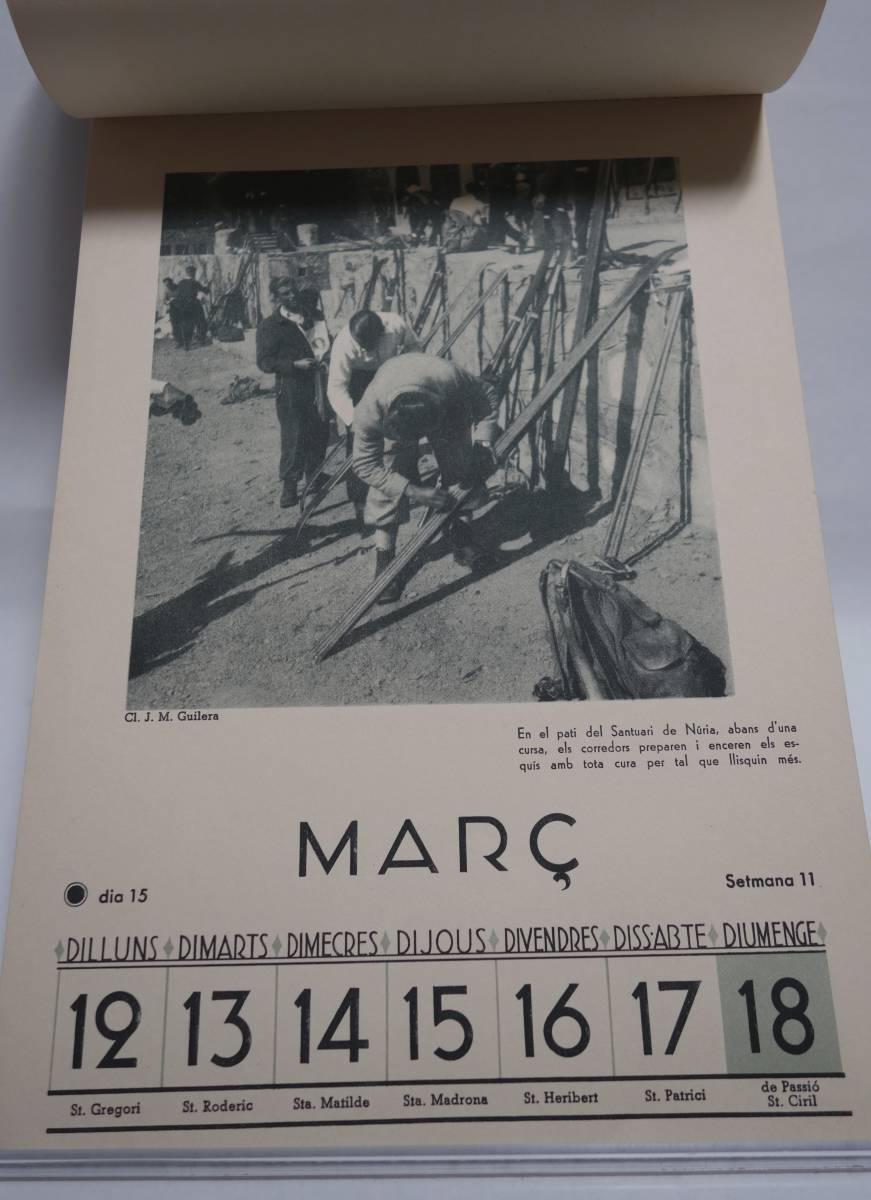 Cl. J. M. Guilera
En el pati del Santuari de Núria, abans d'una
cursa, els corredors preparen i enceren els es-
quís amb tota cura per tal que llisquin més.
MARÇ
dia 15
Setmana 11
DILLUNS DIMARTS DIMECRES DIJOUS DIVENDRES DISSABTE DIUMENGE
12 13 14 15 16 17 18
St. Gregori St. Roderic Sta. Matilde Sta. Madrona St. Heribert St. Patrici de Passió
St. Ciril